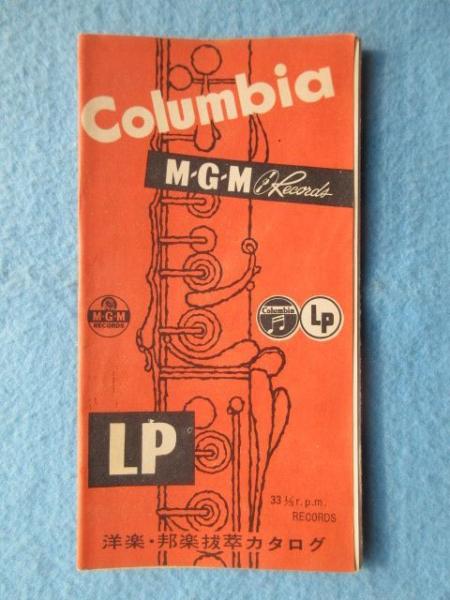 Columbia
M-G-M Records
M-G-M
RECORDS
Columbia
LP
LP
33 ⅓ r.p.m.
RECORDS
洋楽・邦楽抜萃カタログ